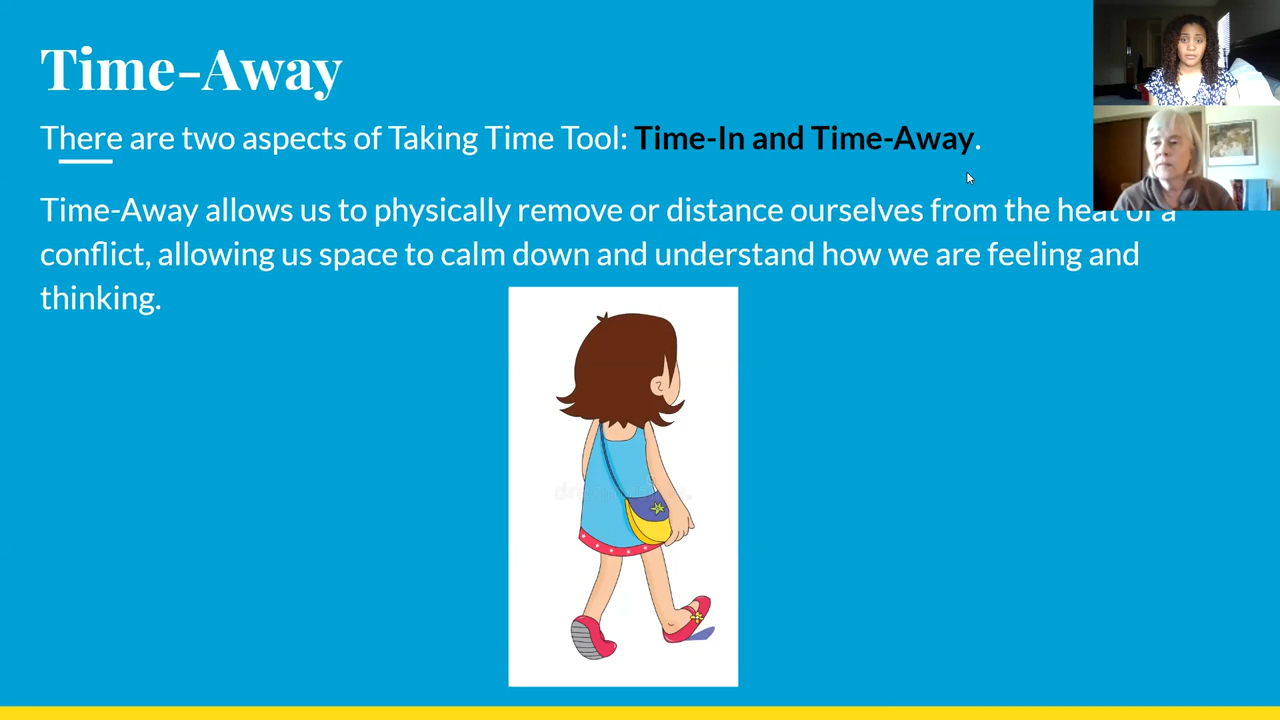 Time-Away
There are two aspects of Taking Time Tool: Time-In and Time-Away.
Time-Away allows us to physically remove or distance ourselves from the heat of a
conflict, allowing us space to calm down and understand how we are feeling and
thinking.